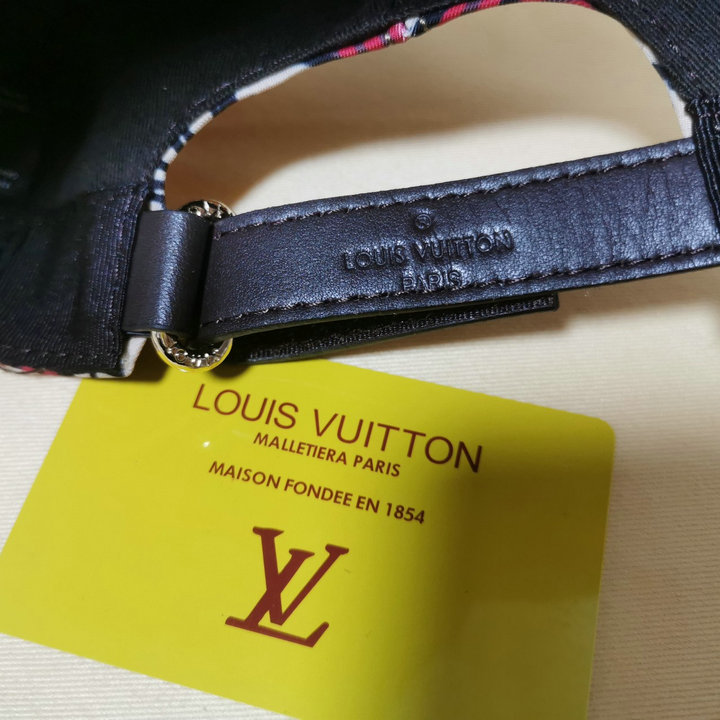 ®
LOUIS VUITTON
PARIS
LOUIS VUITTON
MALLETIERA PARIS
MAISON FONDEE EN 1854
LV